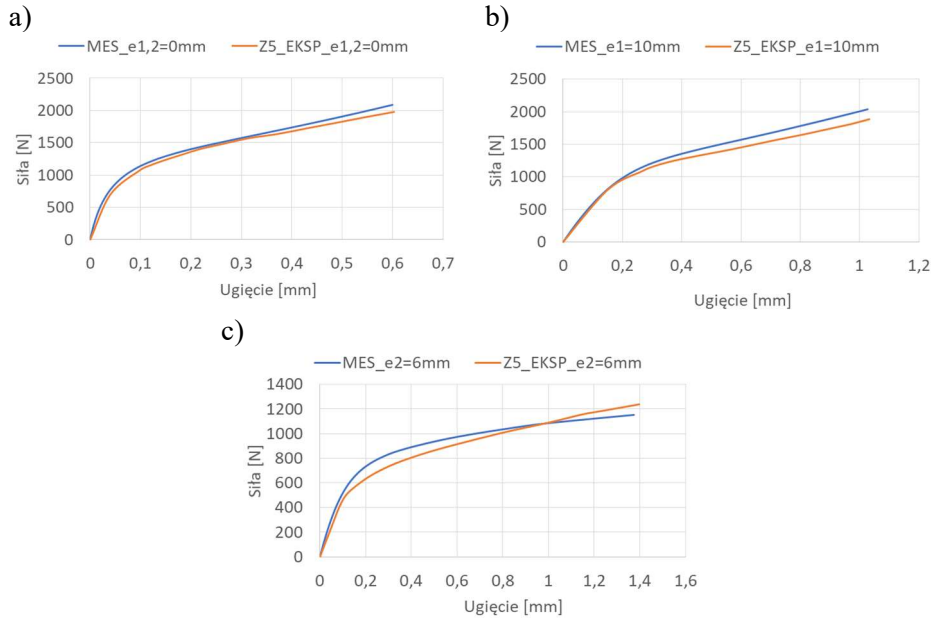 a)
MES_e1,2=0mm Z5_EKSP_e1,2=0mm
2500
2000
1500
1000
500
0
Siła [N]
0 0,1 0,2 0,3 0,4 0,5 0,6 0,7
Ugięcie [mm]
b)
MES_e1=10mm Z5_EKSP_e1=10mm
2500
2000
1500
1000
500
0
Siła [N]
0 0,2 0,4 0,6 0,8 1 1,2
Ugięcie [mm]
c)
MES_e2=6mm Z5_EKSP_e2=6mm
1400
1200
1000
800
600
400
200
0
Siła [N]
0 0,2 0,4 0,6 0,8 1 1,2 1,4 1,6
Ugięcie [mm]